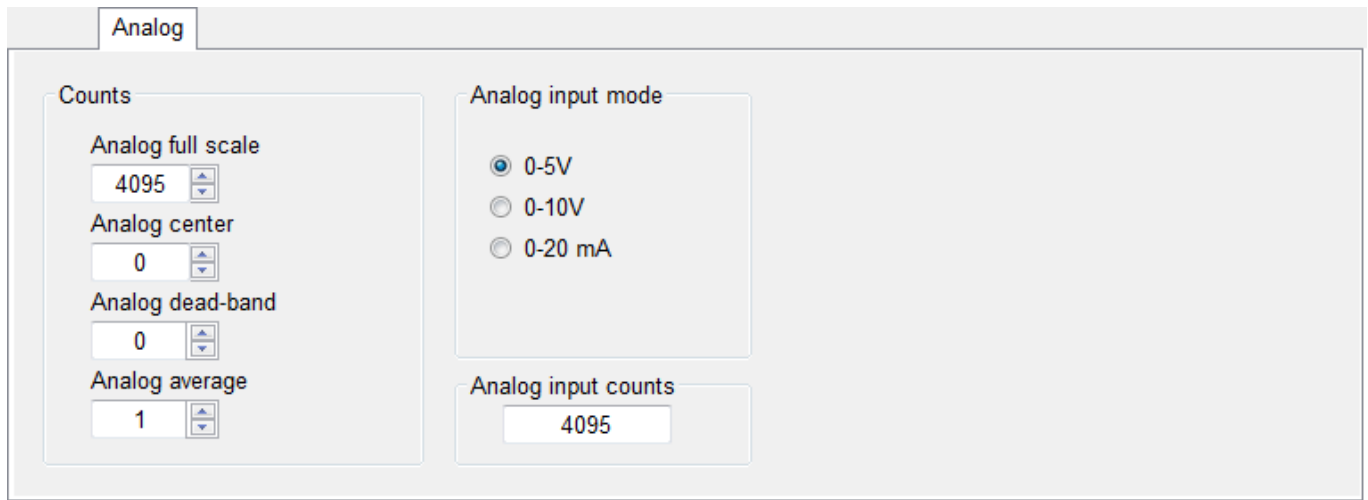 Analog
Counts
Analog full scale
4095
Analog center
0
Analog dead-band
0
Analog average
1
Analog input mode
0-5V
0-10V
0-20 mA
Analog input counts
4095